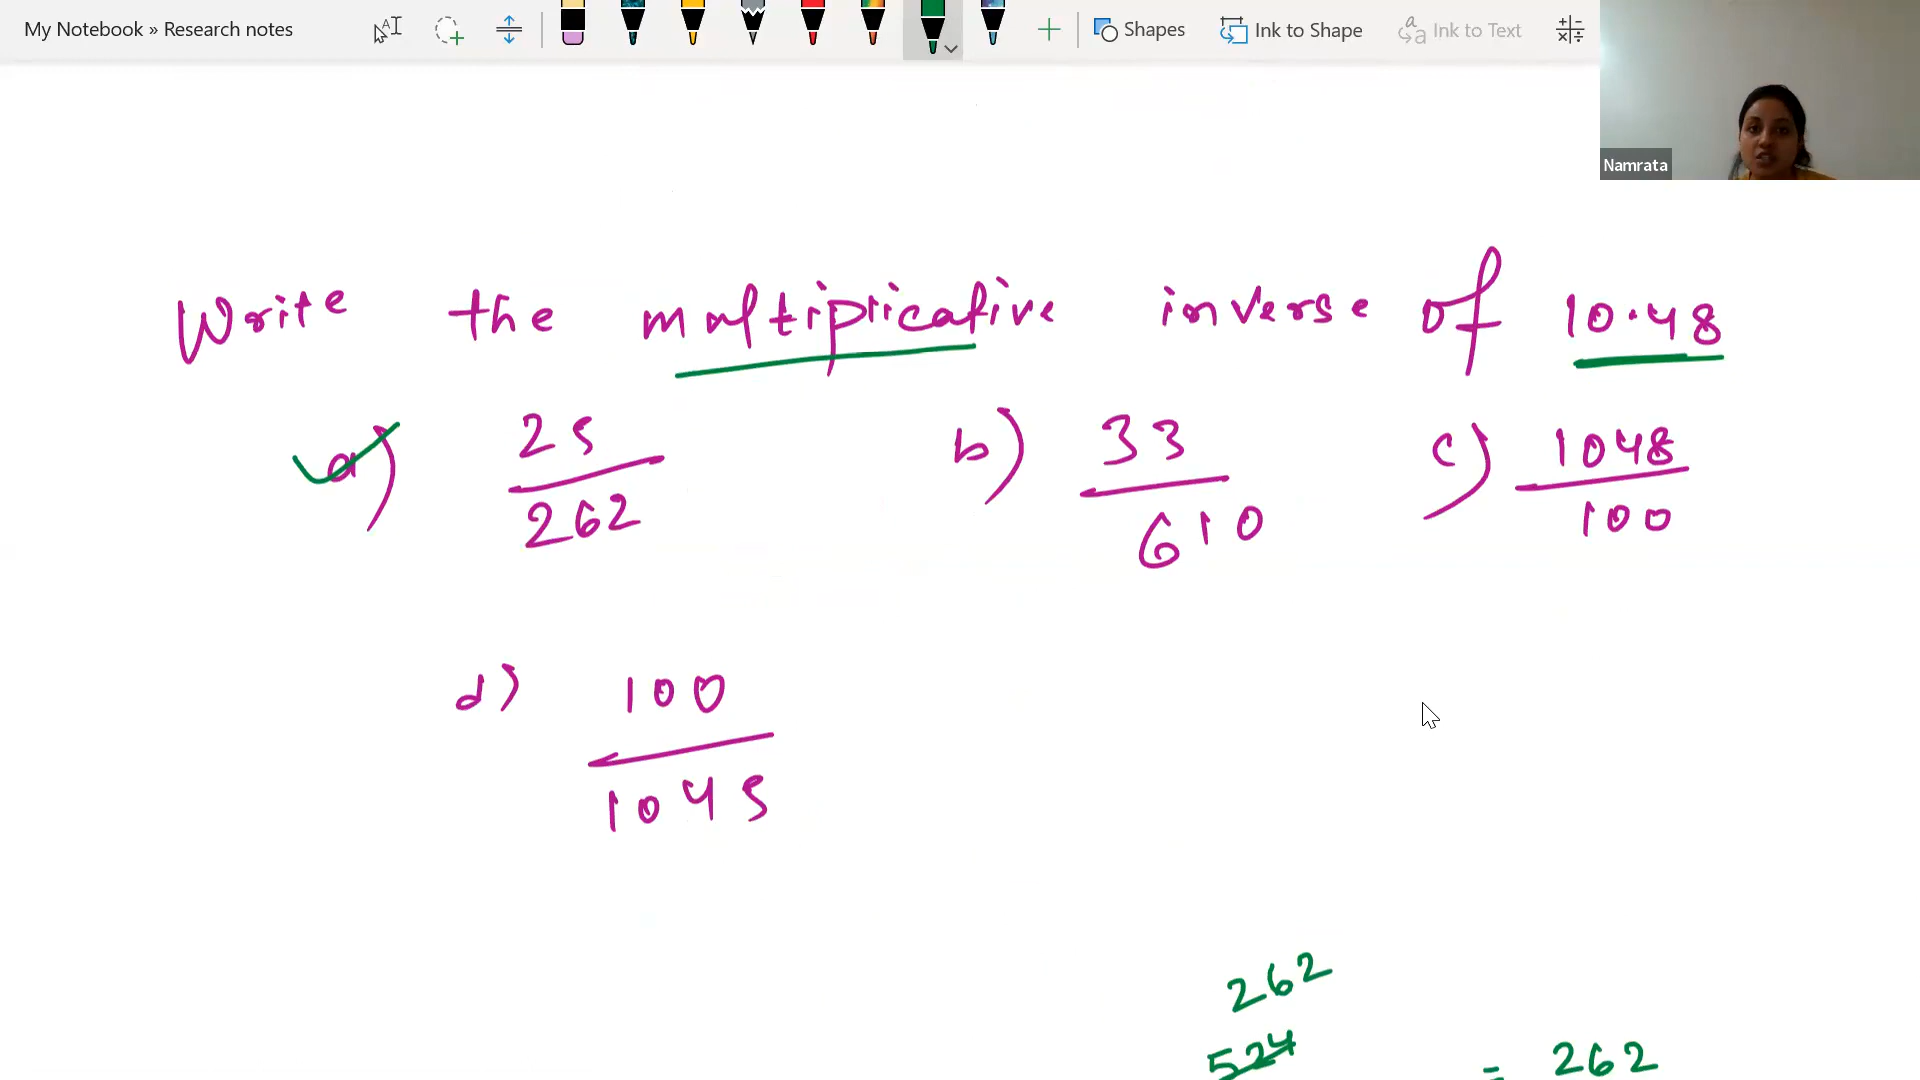 My Notebook » Research notes
Shapes
Ink to Shape
Ink to Text
Namrata
Write the multiplicative inverse of 10.48
a) 25/262 b) 33/610 c) 1048/100
d) 100/1045
262
524 = 262